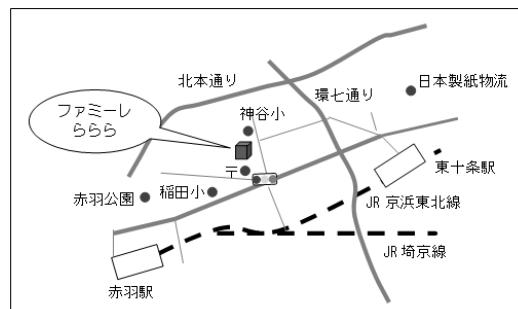 北本通り
環七通り
日本製紙物流
ファミーレ
ららら
神谷小
〒
東十条駅
赤羽公園
稲田小
JR 京浜東北線
JR 埼京線
赤羽駅